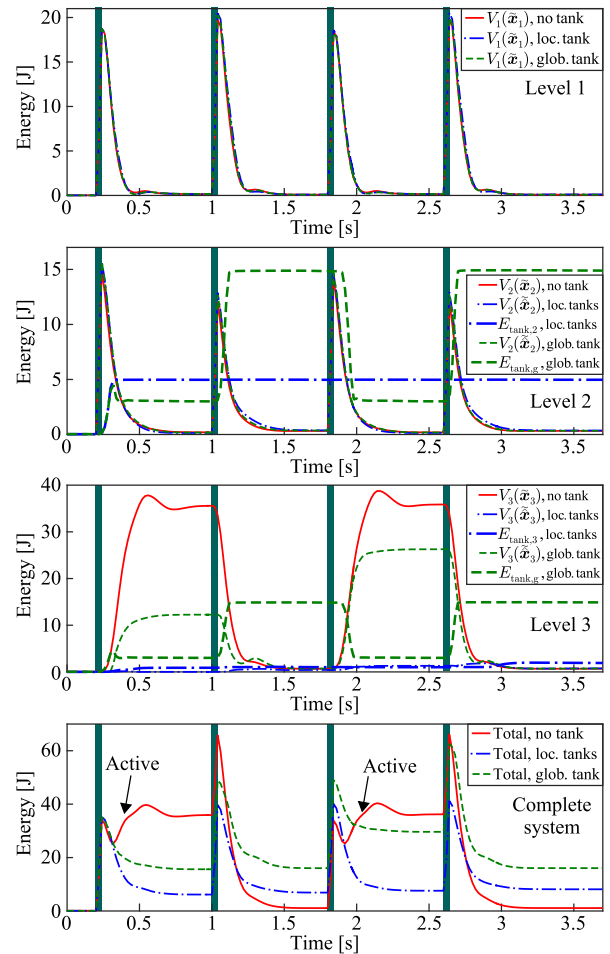 20
15
10
5
0
Energy [J]
V₁(x̃₁), no tank
V₁(x̃₁), loc. tank
V₁(x̃₁), glob. tank
Level 1
0 0.5 1 1.5 2 2.5 3 3.5
Time [s]
15
10
5
0
Energy [J]
V₂(x̃₂), no tank
V₂(x̃₂), loc. tanks
E_tank,2, loc. tanks
V₂(x̃₂), glob. tank
E_tank,g, glob. tank
Level 2
0 0.5 1 1.5 2 2.5 3 3.5
Time [s]
40
30
20
10
0
Energy [J]
V₃(x̃₃), no tank
V₃(x̃₃), loc. tanks
E_tank,3, loc. tanks
V₃(x̃₃), glob. tank
E_tank,g, glob. tank
Level 3
0 0.5 1 1.5 2 2.5 3 3.5
Time [s]
60
40
20
0
Energy [J]
Active
Active
Total, no tank
Total, loc. tanks
Total, glob. tank
Complete
system
0 0.5 1 1.5 2 2.5 3 3.5
Time [s]